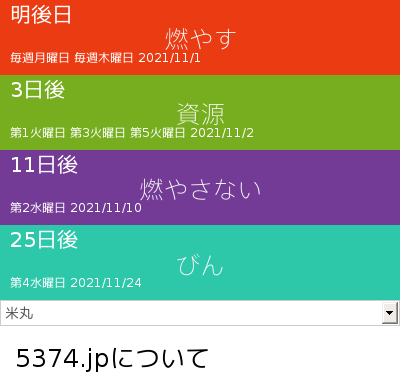 明後日
燃やす
毎週月曜日 毎週木曜日 2021/11/1
3日後
資源
第1火曜日 第3火曜日 第5火曜日 2021/11/2
11日後
燃やさない
第2水曜日 2021/11/10
25日後
びん
第4水曜日 2021/11/24
米丸
5374.jpについて